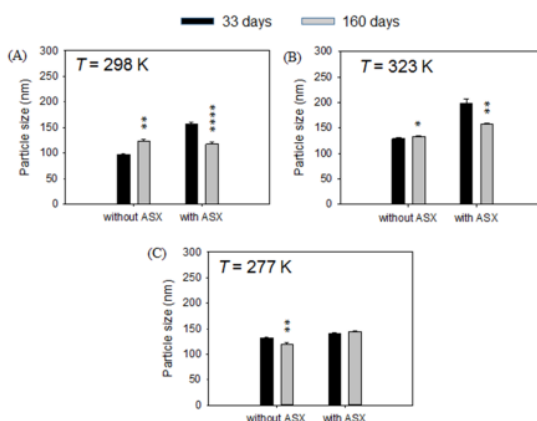 33 days 160 days
(A)
T = 298 K
Particle size (nm)
300
250
200
150
100
50
0
**
****
without ASX with ASX
(B)
T = 323 K
Particle size (nm)
300
250
200
150
100
50
0
*
**
without ASX with ASX
(C)
T = 277 K
Particle size (nm)
300
250
200
150
100
50
0
**
without ASX with ASX